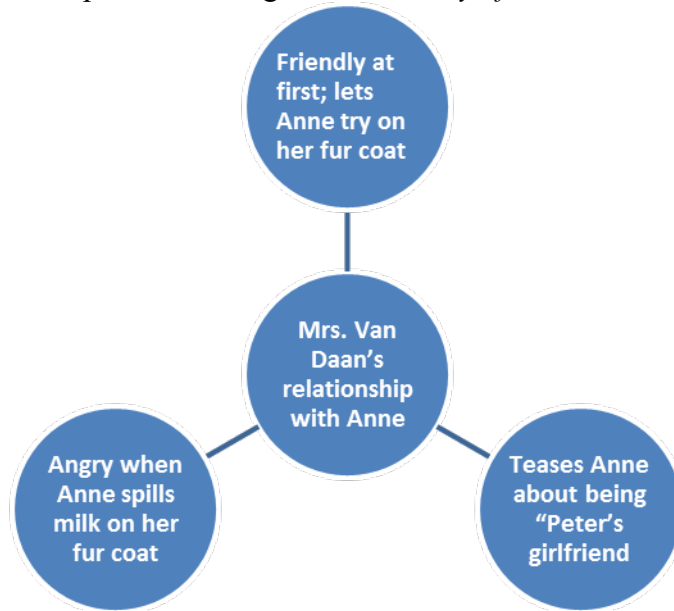 Friendly at
first; lets
Anne try on
her fur coat
Mrs. Van
Daan’s
relationship
with Anne
Angry when
Anne spills
milk on her
fur coat
Teases Anne
about being
“Peter’s
girlfriend